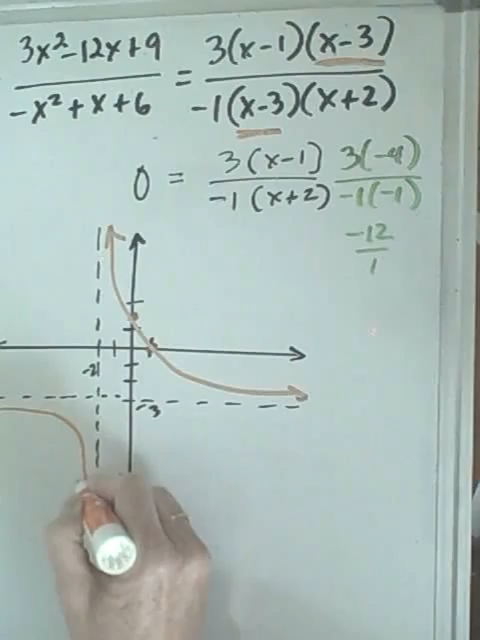 3x²-12x+9 / -x²+x+6 = 3(x-1)(x-3) / -1(x-3)(x+2)
0 = 3(x-1) / -1(x+2)
3(-4) / -1(-1)
-12 / 1
-2
-3